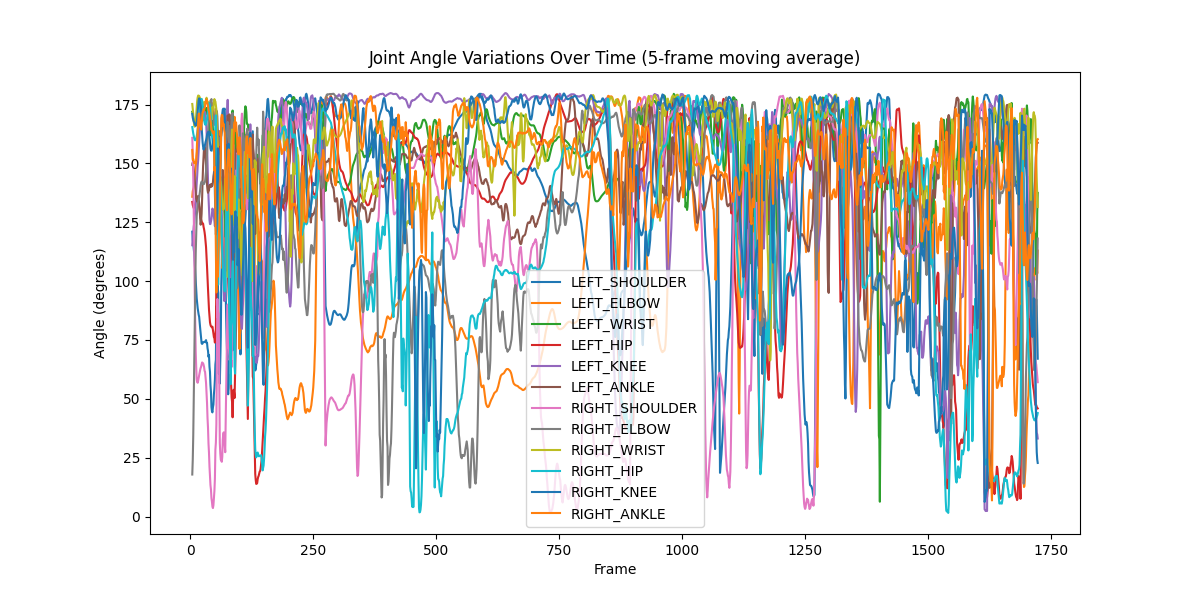 Joint Angle Variations Over Time (5-frame moving average)
Angle (degrees)
175
150
125
100
75
50
25
0
LEFT_SHOULDER
LEFT_ELBOW
LEFT_WRIST
LEFT_HIP
LEFT_KNEE
LEFT_ANKLE
RIGHT_SHOULDER
RIGHT_ELBOW
RIGHT_WRIST
RIGHT_HIP
RIGHT_KNEE
RIGHT_ANKLE
0 250 500 750 1000 1250 1500 1750
Frame